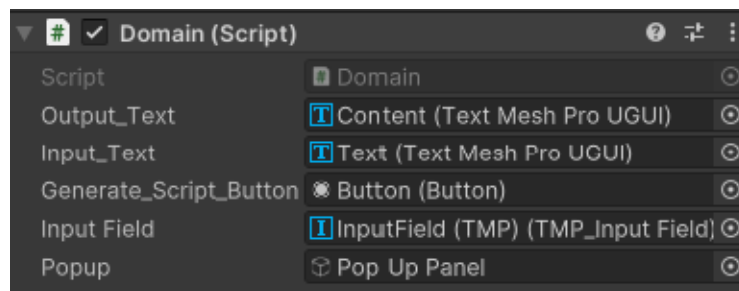 Domain (Script)
Script Domain
Output_Text Content (Text Mesh Pro UGUI)
Input_Text Text (Text Mesh Pro UGUI)
Generate_Script_Button Button (Button)
Input Field InputField (TMP) (TMP_Input Field)
Popup Pop Up Panel